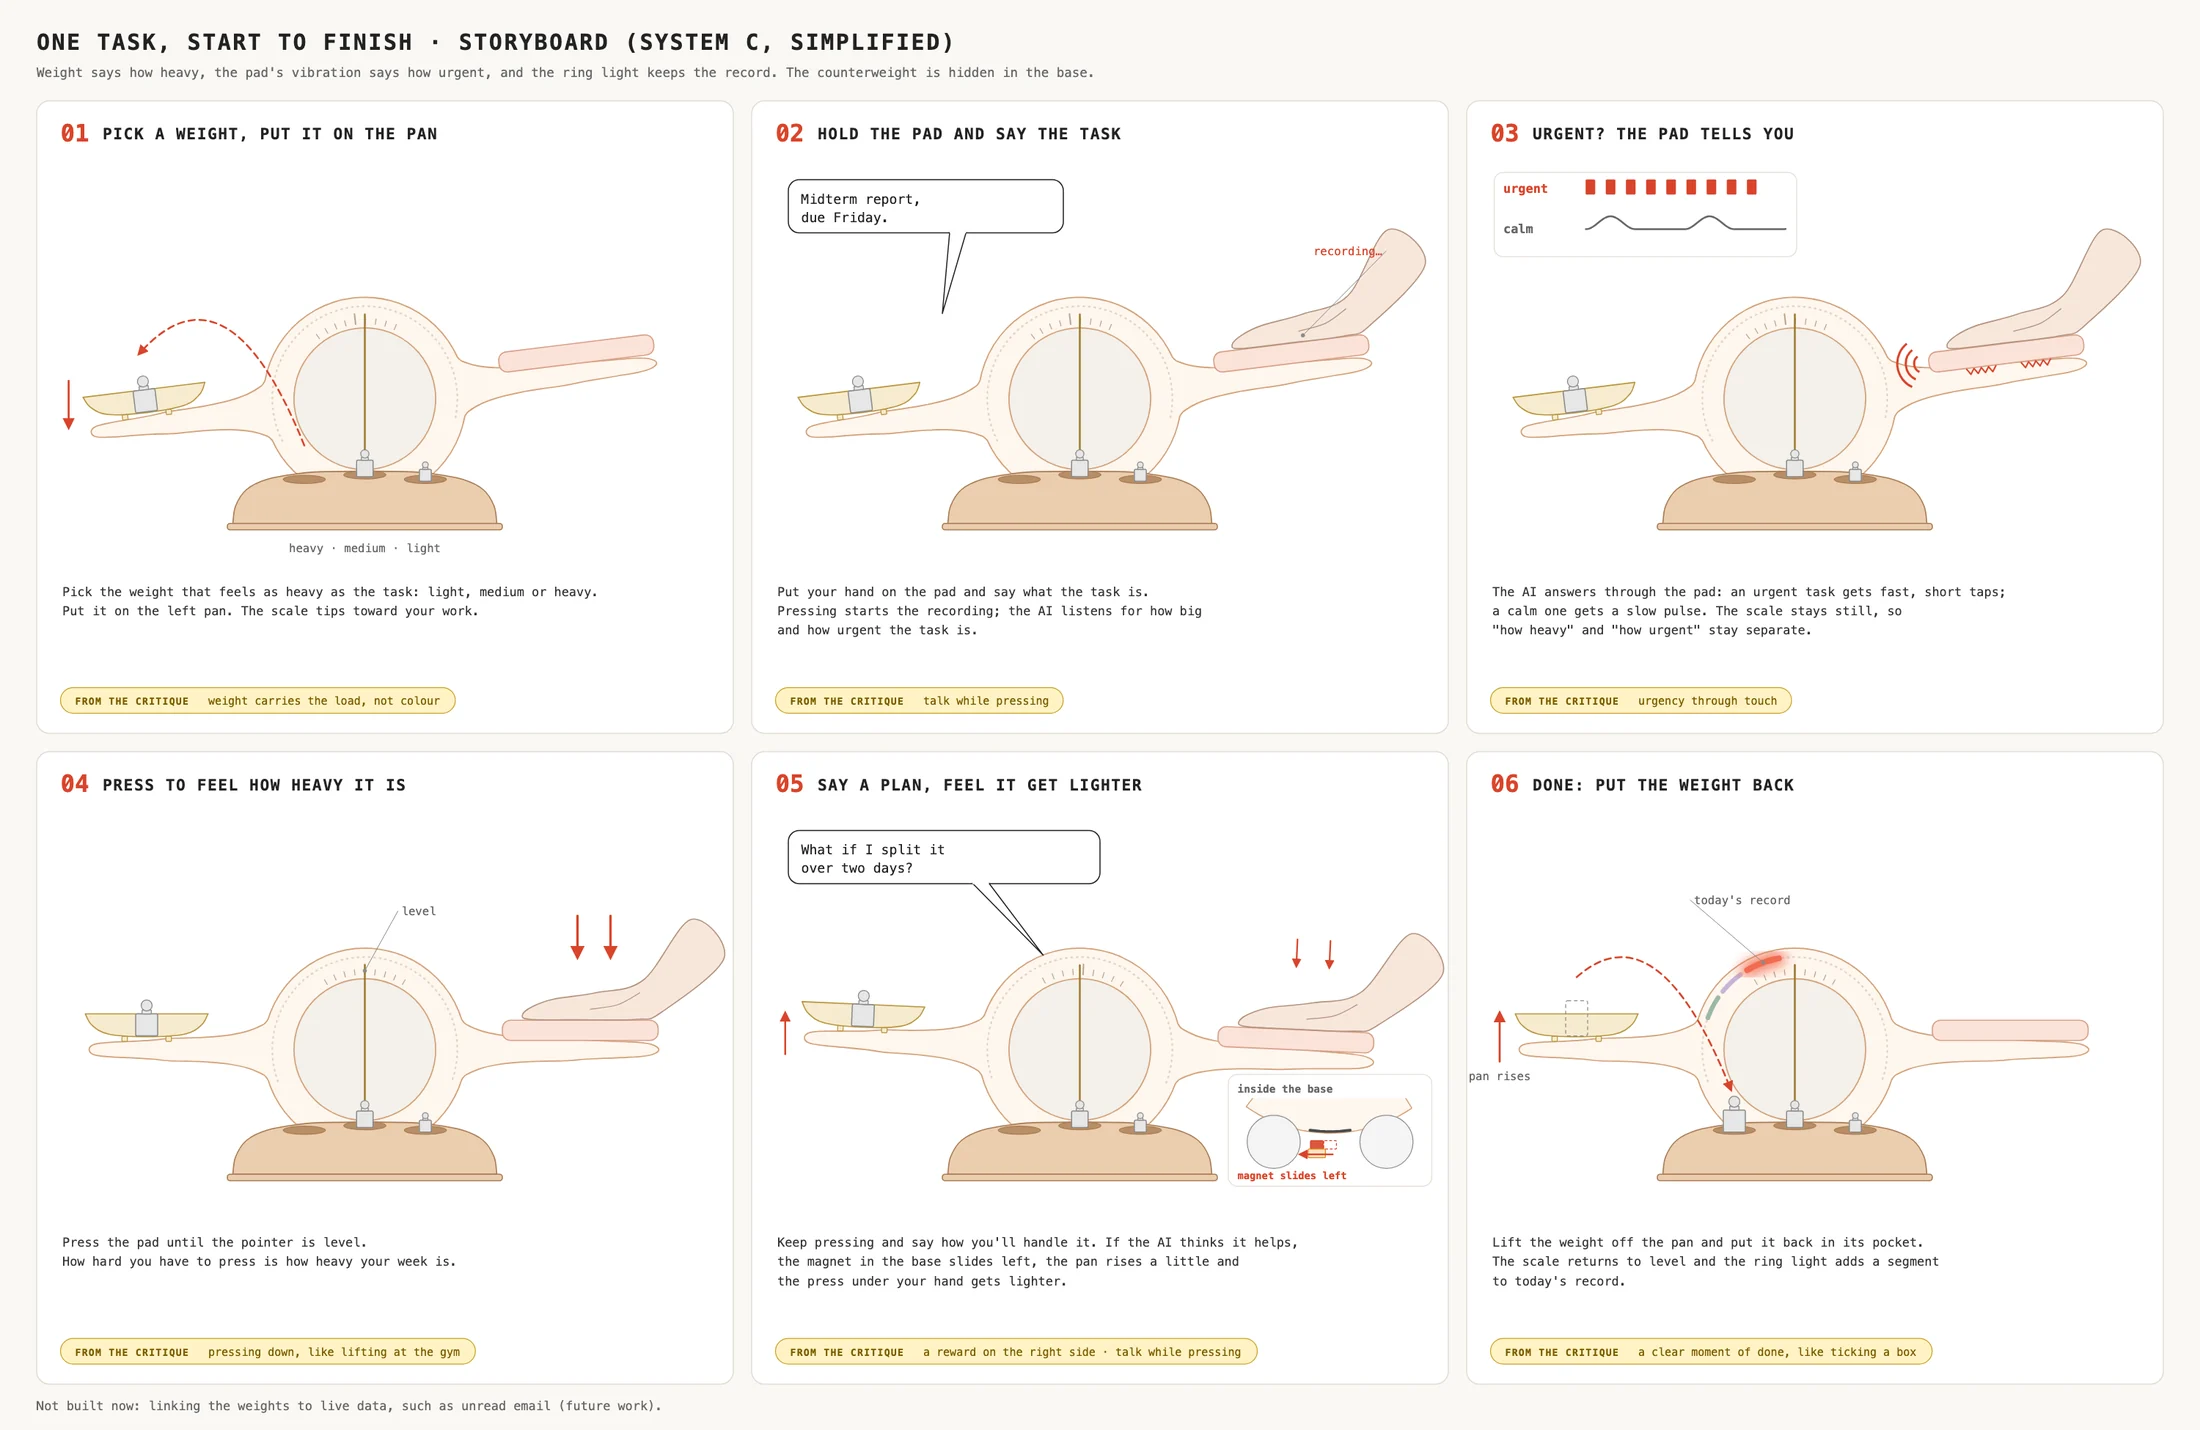 ONE TASK, START TO FINISH · STORYBOARD (SYSTEM C, SIMPLIFIED)
Weight says how heavy, the pad's vibration says how urgent, and the ring light keeps the record. The counterweight is hidden in the base.
01 PICK A WEIGHT, PUT IT ON THE PAN
heavy · medium · light
Pick the weight that feels as heavy as the task: light, medium or heavy.
Put it on the left pan. The scale tips toward your work.
FROM THE CRITIQUE weight carries the load, not colour
02 HOLD THE PAD AND SAY THE TASK
Midterm report,
due Friday.
recording…
Put your hand on the pad and say what the task is.
Pressing starts the recording; the AI listens for how big
and how urgent the task is.
FROM THE CRITIQUE talk while pressing
03 URGENT? THE PAD TELLS YOU
urgent
calm
The AI answers through the pad: an urgent task gets fast, short taps;
a calm one gets a slow pulse. The scale stays still, so
"how heavy" and "how urgent" stay separate.
FROM THE CRITIQUE urgency through touch
04 PRESS TO FEEL HOW HEAVY IT IS
level
Press the pad until the pointer is level.
How hard you have to press is how heavy your week is.
FROM THE CRITIQUE pressing down, like lifting at the gym
05 SAY A PLAN, FEEL IT GET LIGHTER
What if I split it
over two days?
inside the base
magnet slides left
Keep pressing and say how you'll handle it. If the AI thinks it helps,
the magnet in the base slides left, the pan rises a little and
the press under your hand gets lighter.
FROM THE CRITIQUE a reward on the right side · talk while pressing
06 DONE: PUT THE WEIGHT BACK
today's record
pan rises
Lift the weight off the pan and put it back in its pocket.
The scale returns to level and the ring light adds a segment
to today's record.
FROM THE CRITIQUE a clear moment of done, like ticking a box
Not built now: linking the weights to live data, such as unread email (future work).